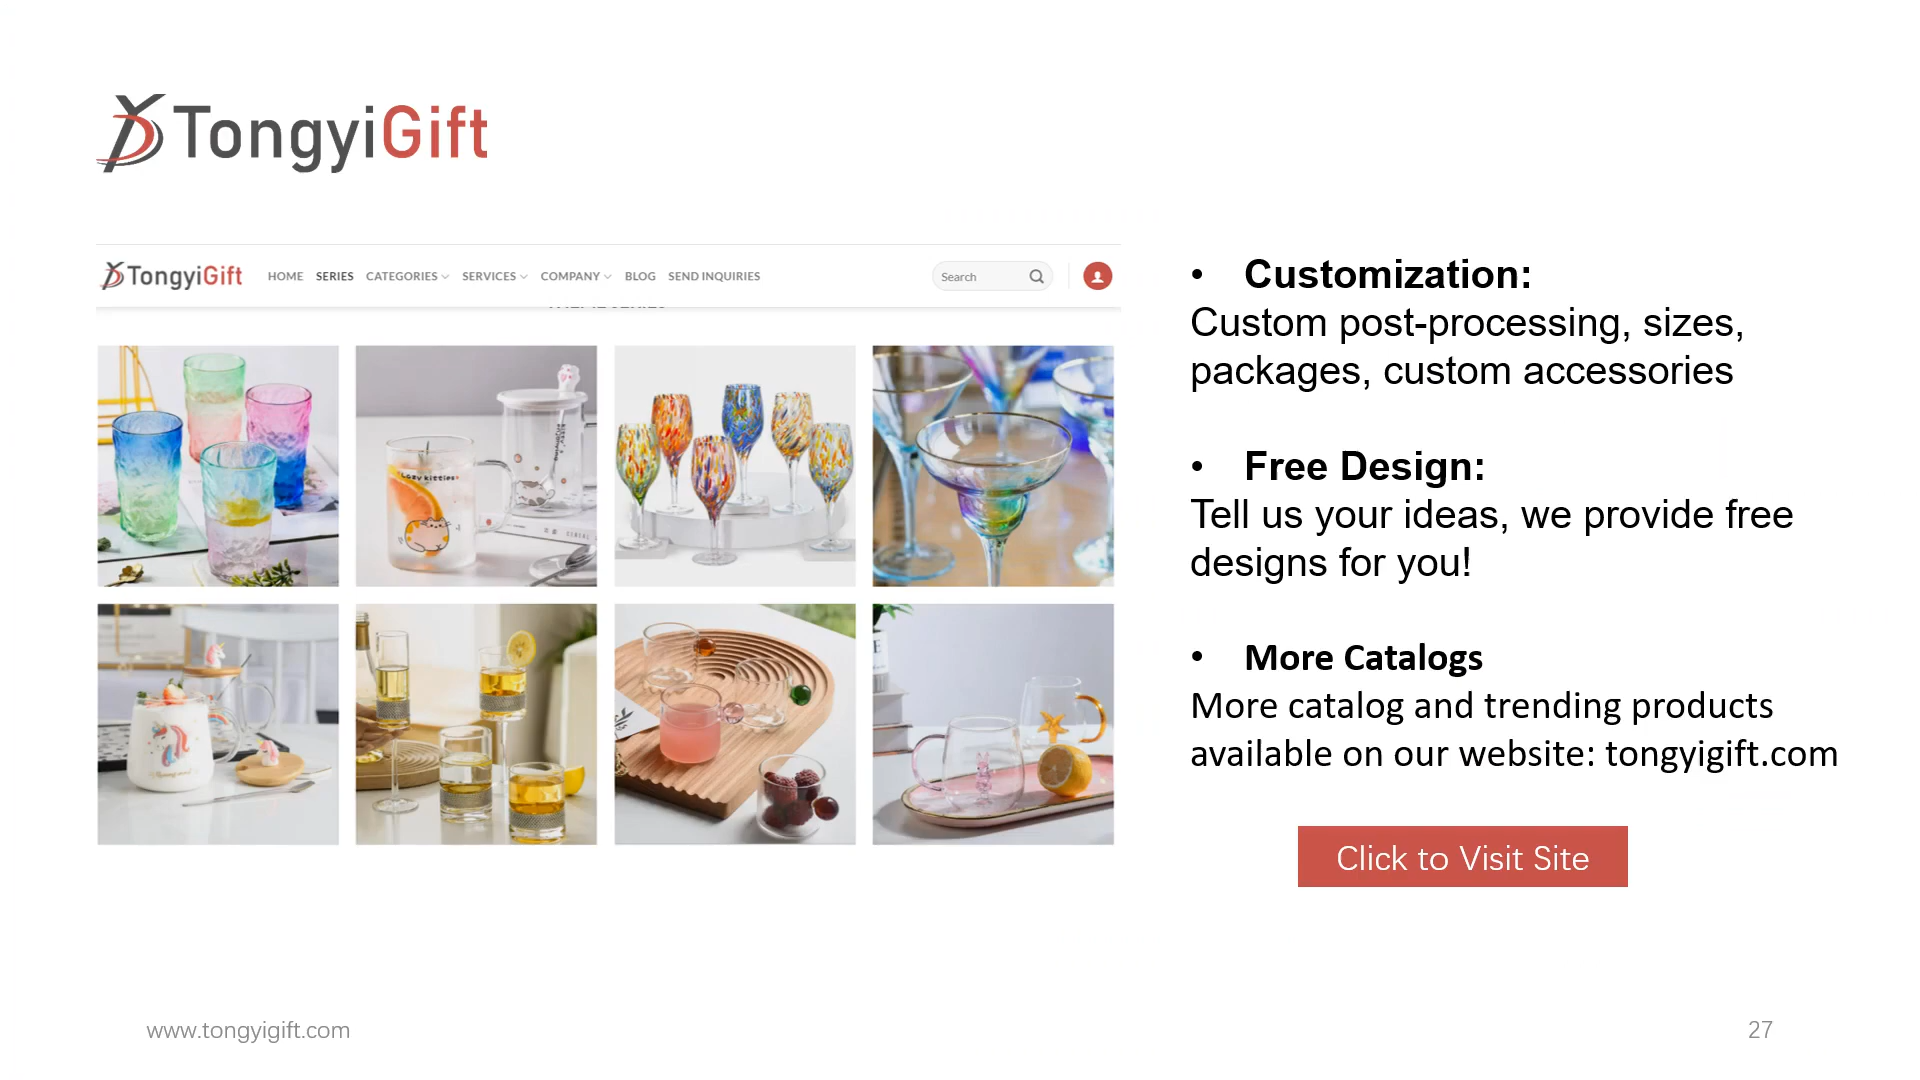 TongyiGift
TongyiGift
HOME SERIES CATEGORIES SERVICES COMPANY BLOG SEND INQUIRIES
Search
• Customization:
Custom post-processing, sizes,
packages, custom accessories
• Free Design:
Tell us your ideas, we provide free
designs for you!
• More Catalogs
More catalog and trending products
available on our website: tongyigift.com
Click to Visit Site
www.tongyigift.com
27